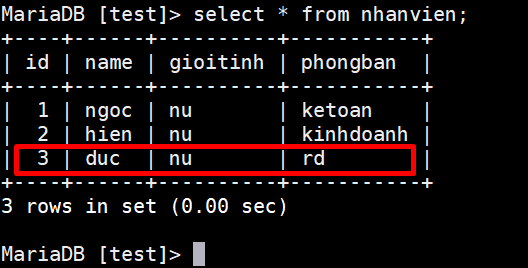 MariaDB [test]> select * from nhanvien;
+----+------+----------+-----------+
| id | name | gioitinh | phongban  |
+----+------+----------+-----------+
|  1 | ngoc | nu       | ketoan    |
|  2 | hien | nu       | kinhdoanh |
|  3 | duc  | nu       | rd        |
+----+------+----------+-----------+
3 rows in set (0.00 sec)
MariaDB [test]>